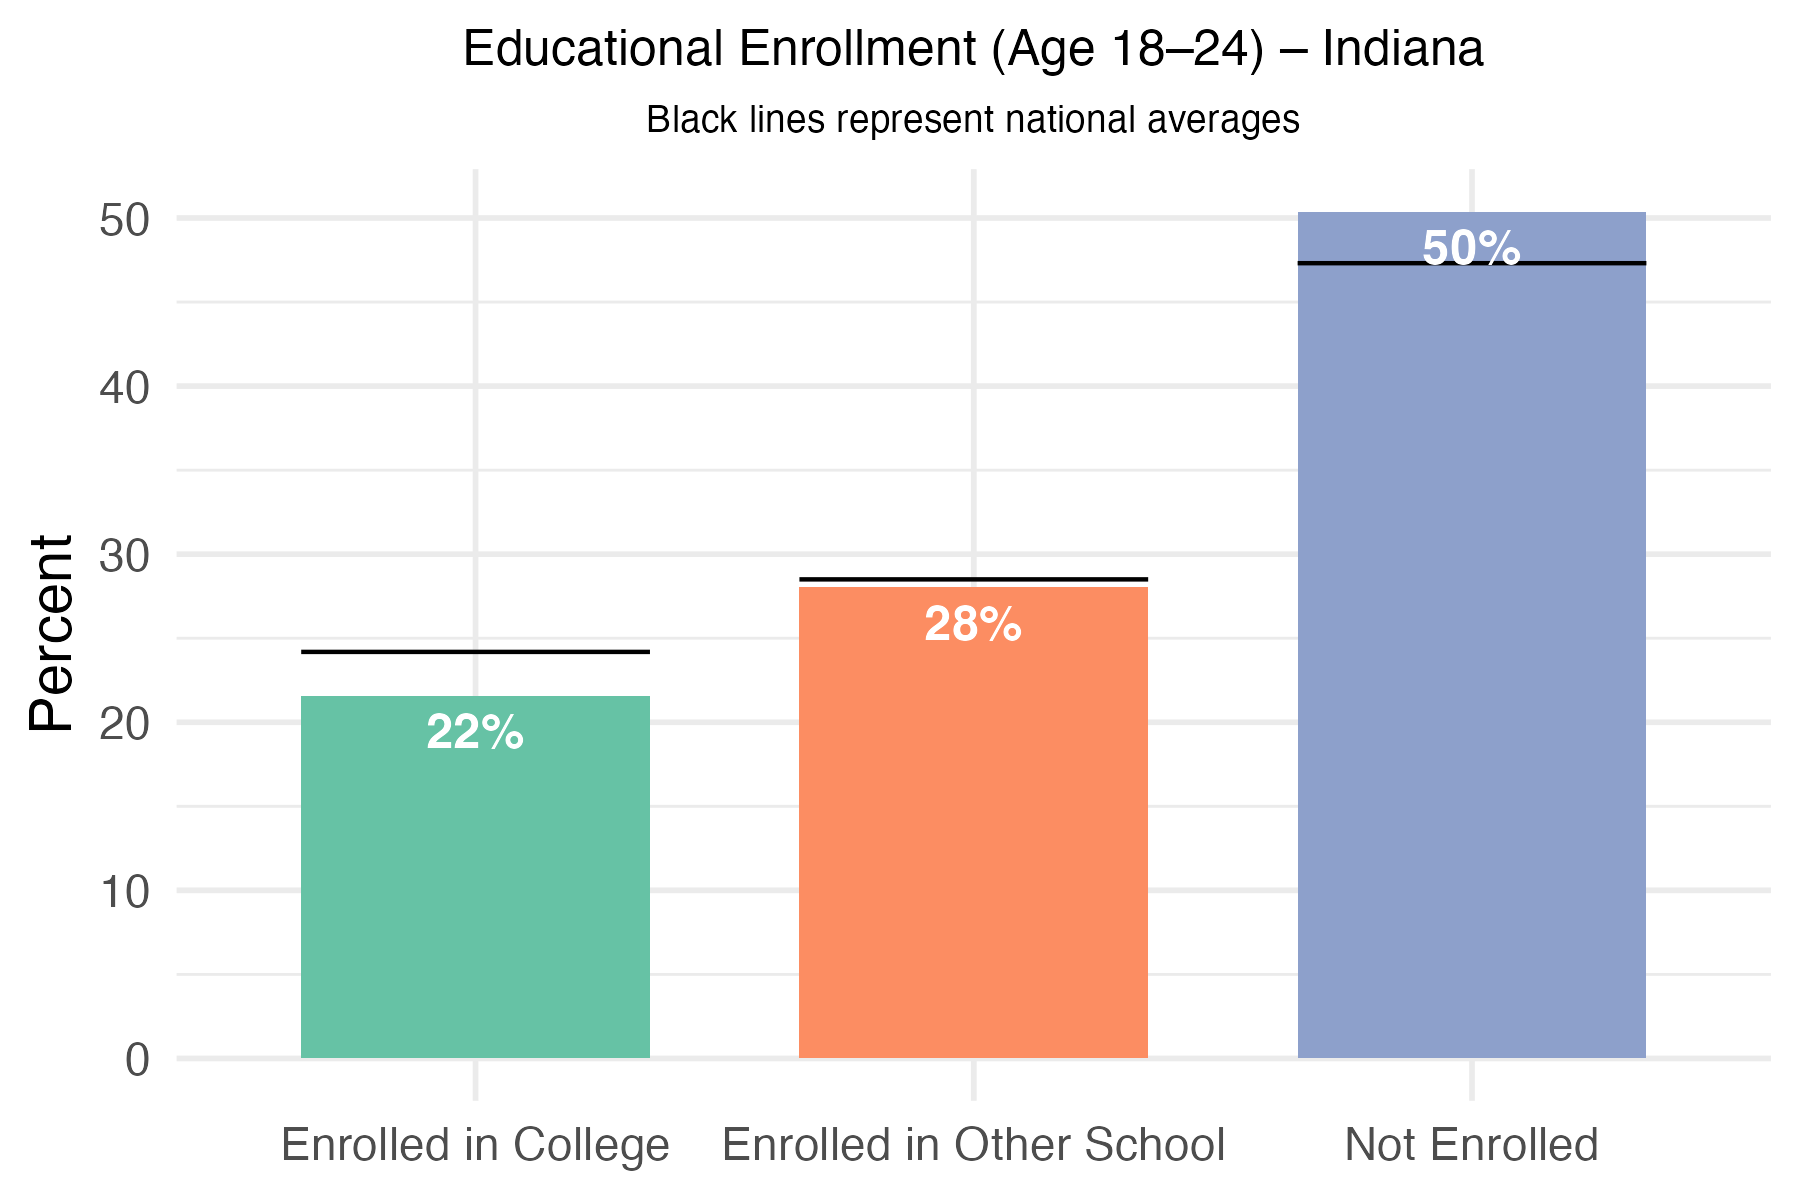 Educational Enrollment (Age 18–24) – Indiana
Black lines represent national averages
Percent
50
40
30
20
10
0
22%
28%
50%
Enrolled in College
Enrolled in Other School
Not Enrolled